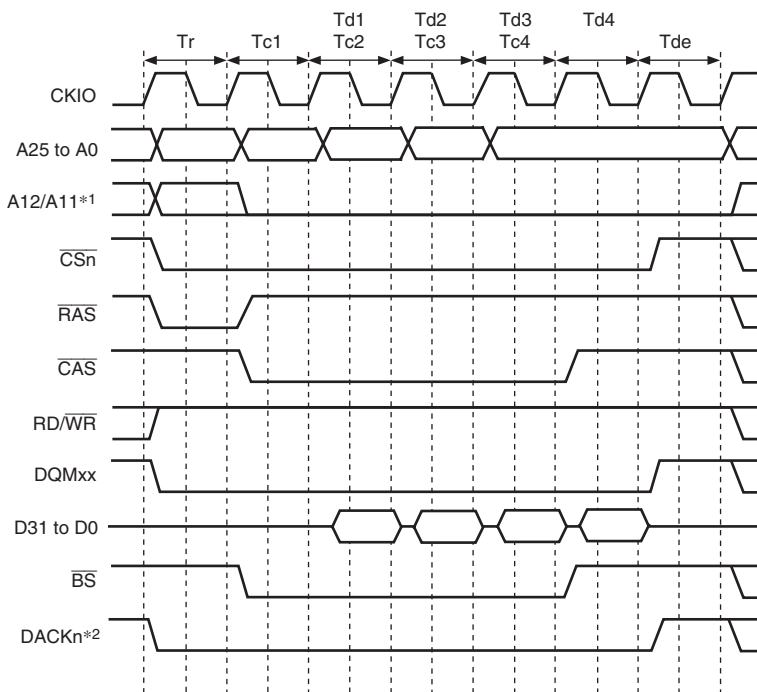 Td1 Td2 Td3 Td4
Tr Tc1 Tc2 Tc3 Tc4 Tde
CKIO
A25 to A0
A12/A11*1
CSn
RAS
CAS
RD/WR
DQMxx
D31 to D0
BS
DACKn*2